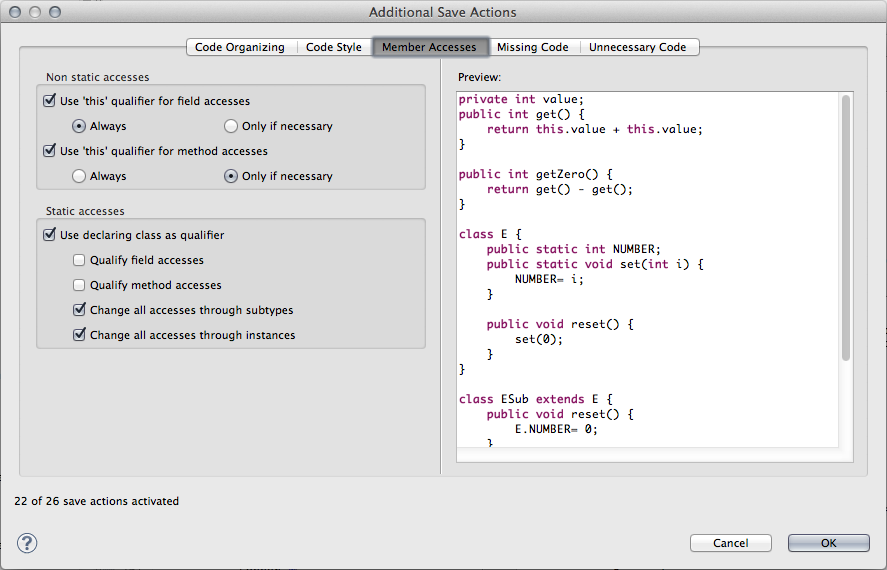 Additional Save Actions
Code Organizing Code Style Member Accesses Missing Code Unnecessary Code
Non static accesses
Use 'this' qualifier for field accesses
Always Only if necessary
Use 'this' qualifier for method accesses
Always Only if necessary
Static accesses
Use declaring class as qualifier
Qualify field accesses
Qualify method accesses
Change all accesses through subtypes
Change all accesses through instances
Preview:
private int value;
public int get() {
    return this.value + this.value;
}

public int getZero() {
    return get() - get();
}

class E {
    public static int NUMBER;
    public static void set(int i) {
        NUMBER= i;
    }

    public void reset() {
        set(0);
    }
}

class ESub extends E {
    public void reset() {
        E.NUMBER= 0;
    }
22 of 26 save actions activated
?
Cancel OK